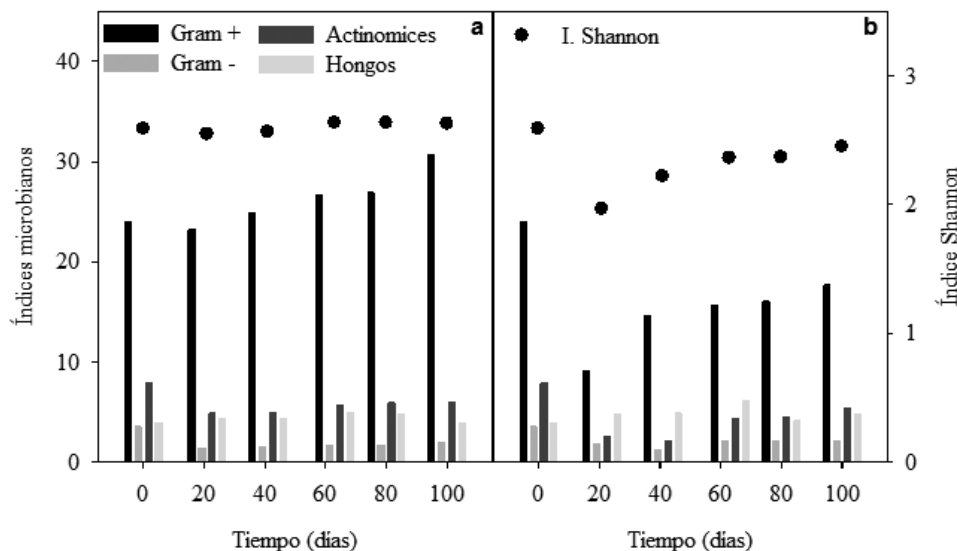 Gram +
Gram -
Actinomices
Hongos
a
I. Shannon
b
Índices microbianos
40
30
20
10
0
0 20 40 60 80 100
Tiempo (días)
0 20 40 60 80 100
Tiempo (días)
3
2
1
0
Índice Shannon